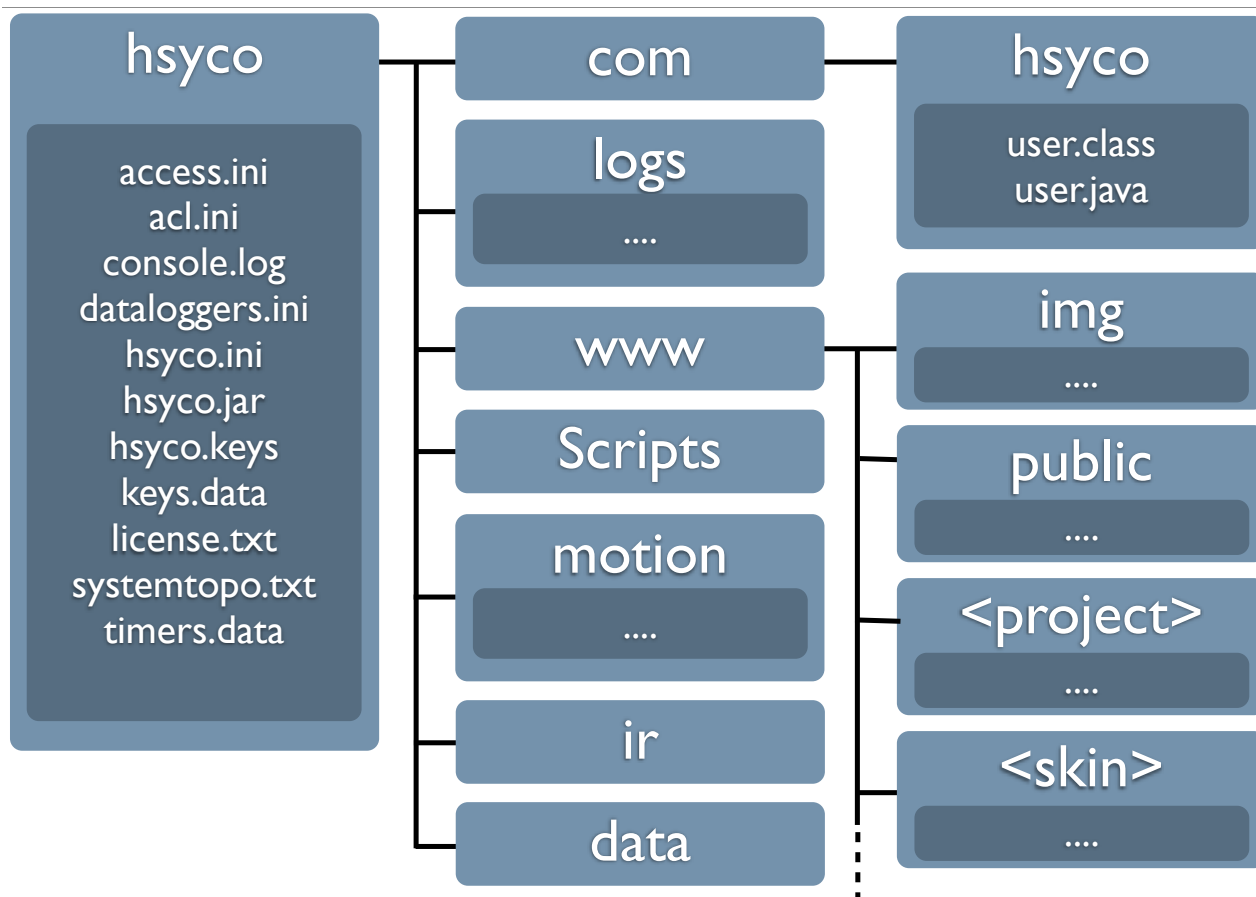 hsyco
access.ini
acl.ini
console.log
dataloggers.ini
hsyco.ini
hsyco.jar
hsyco.keys
keys.data
license.txt
systemtopo.txt
timers.data
com
logs
....
www
Scripts
motion
....
ir
data
hsyco
user.class
user.java
img
....
public
....
<project>
....
<skin>
....